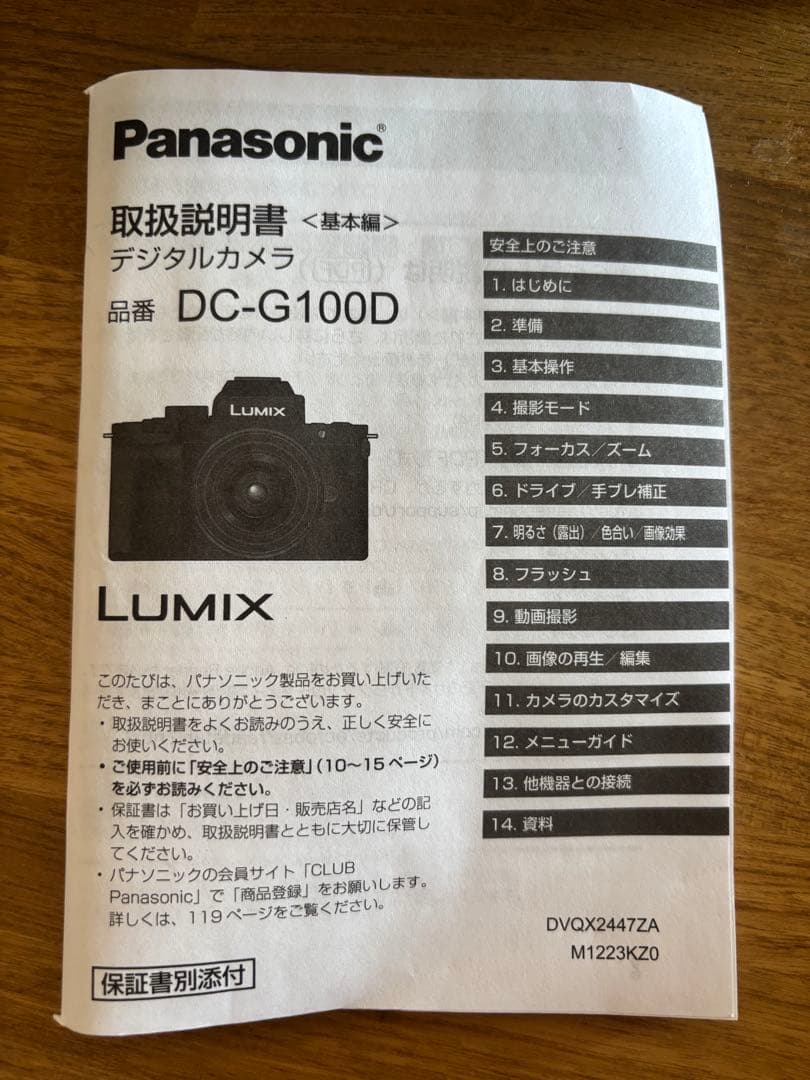 Panasonic®
取扱説明書 <基本編>
デジタルカメラ
品番 DC-G100D
LUMIX
LUMIX
このたびは、パナソニック製品をお買い上げいた
だき、まことにありがとうございます。
• 取扱説明書をよくお読みのうえ、正しく安全に
お使いください。
• ご使用前に「安全上のご注意」(10～15ページ)
を必ずお読みください。
• 保証書は「お買い上げ日・販売店名」などの記
入を確かめ、取扱説明書とともに大切に保管し
てください。
• パナソニックの会員サイト「CLUB
Panasonic」で「商品登録」をお願いします。
詳しくは、119ページをご覧ください。
保証書別添付
安全上のご注意
1. はじめに
2. 準備
3. 基本操作
4. 撮影モード
5. フォーカス／ズーム
6. ドライブ／手ブレ補正
7. 明るさ（露出）／色合い／画像効果
8. フラッシュ
9. 動画撮影
10. 画像の再生／編集
11. カメラのカスタマイズ
12. メニューガイド
13. 他機器との接続
14. 資料
DVQX2447ZA
M1223KZ0